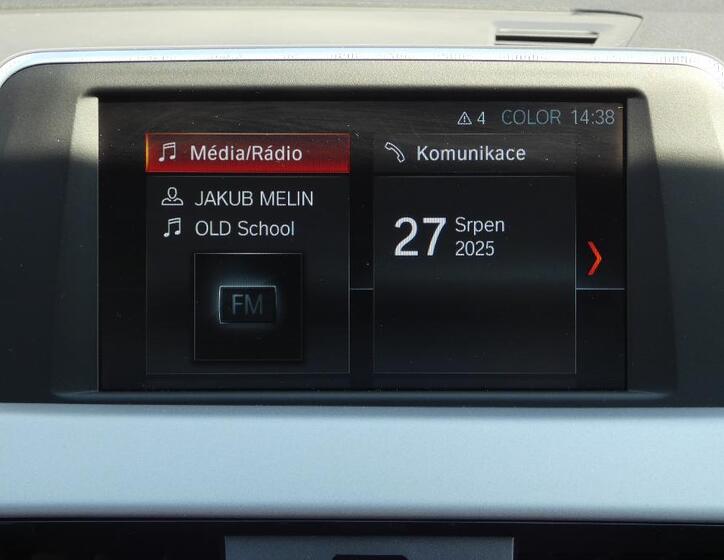 4 COLOR 14:38
Média/Rádio
JAKUB MELIN
OLD School
FM
Komunikace
27 Srpen
2025